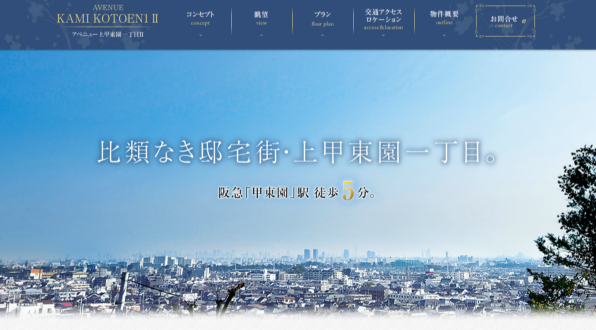 AVENUE
KAMI KOTOEN1 II
アベニュー上甲東園一丁目II
コンセプト
concept
眺望
view
プラン
floor plan
交通アクセス
ロケーション
access&location
物件概要
outline
お問合せ
contact
比類なき邸宅街・上甲東園一丁目。
阪急「甲東園」駅 徒歩5分。